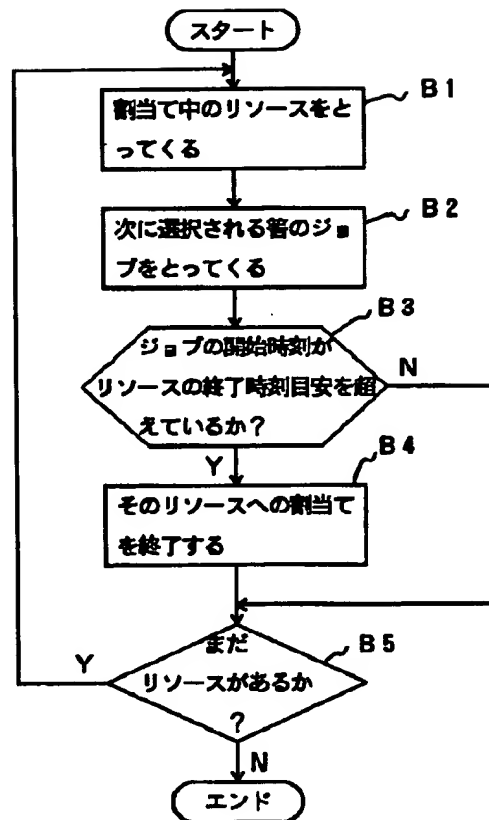 スタート
B1
割当て中のリソースをと
ってくる
B2
次に選択される筈のジョ
ブをとってくる
B3
ジョブの開始時刻が
リソースの終了時刻目安を超
えているか?
N
Y
B4
そのリソースへの割当て
を終了する
B5
まだ
リソースがあるか
?
Y
N
エンド